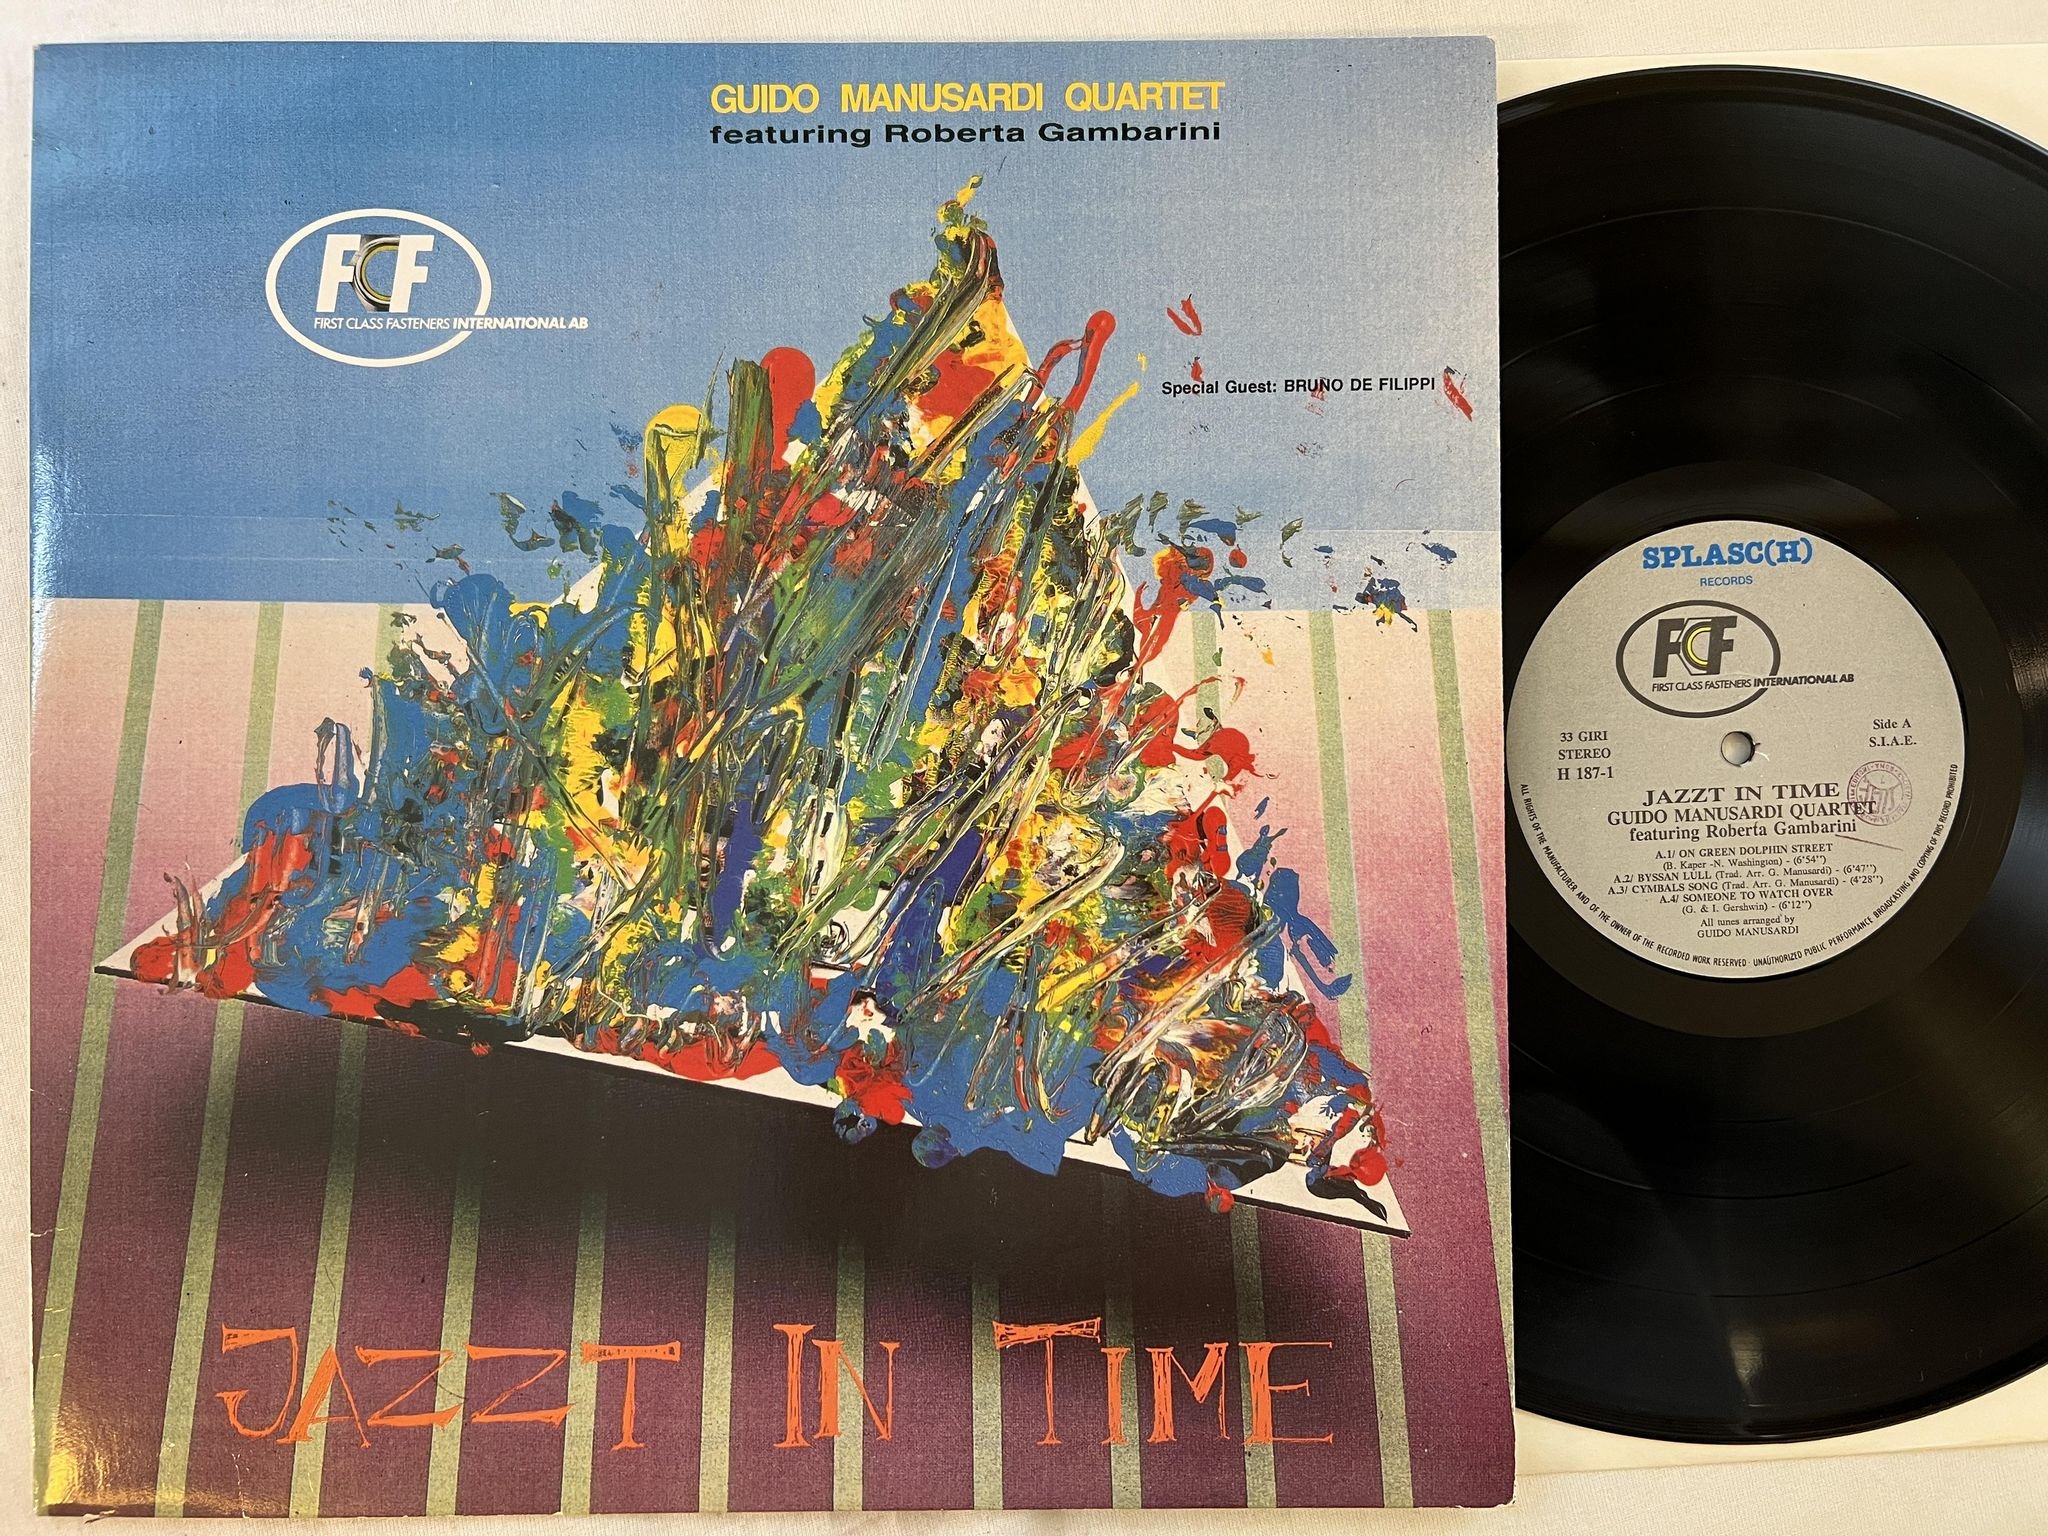 GUIDO MANUSARDI QUARTET
featuring Roberta Gambarini
FCF
FIRST CLASS FASTENERS INTERNATIONAL AB
Special Guest: BRUNO DE FILIPPI
JAZZT IN TIME
SPLASC(H)
RECORDS
FCF
FIRST CLASS FASTENERS INTERNATIONAL AB
33 GIRI
STEREO
H 187-1
Side A
S.I.A.E.
JAZZT IN TIME
GUIDO MANUSARDI QUARTET
featuring Roberta Gambarini
A.1/ ON GREEN DOLPHIN STREET
(B. Kaper -N. Washington) - (6'54'')
A.2/ BYSSAN LULL (Trad. Arr. G. Manusardi) - (6'47'')
A.3/ CYMBALS SONG (Trad. Arr. G. Manusardi) - (4'28'')
A.4/ SOMEONE TO WATCH OVER
(G. & I. Gershwin) - (6'12'')
All tunes arranged by
GUIDO MANUSARDI
ALL RIGHTS OF THE MANUFACTURER AND OF THE OWNER OF THE RECORDED WORK RESERVED · UNAUTHORIZED PUBLIC PERFORMANCE BROADCASTING AND COPYING OF THIS RECORD PROHIBITED